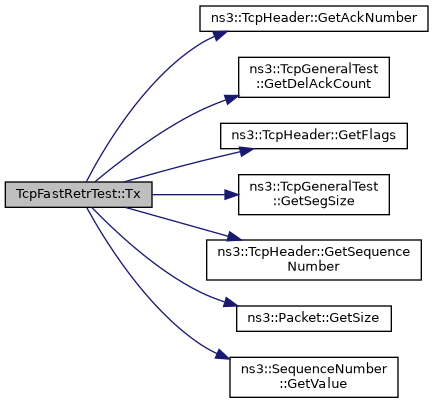 ns3::TcpHeader::GetAckNumber
ns3::TcpGeneralTest
::GetDelAckCount
ns3::TcpHeader::GetFlags
TcpFastRetrTest::Tx
ns3::TcpGeneralTest
::GetSegSize
ns3::TcpHeader::GetSequence
Number
ns3::Packet::GetSize
ns3::SequenceNumber
::GetValue